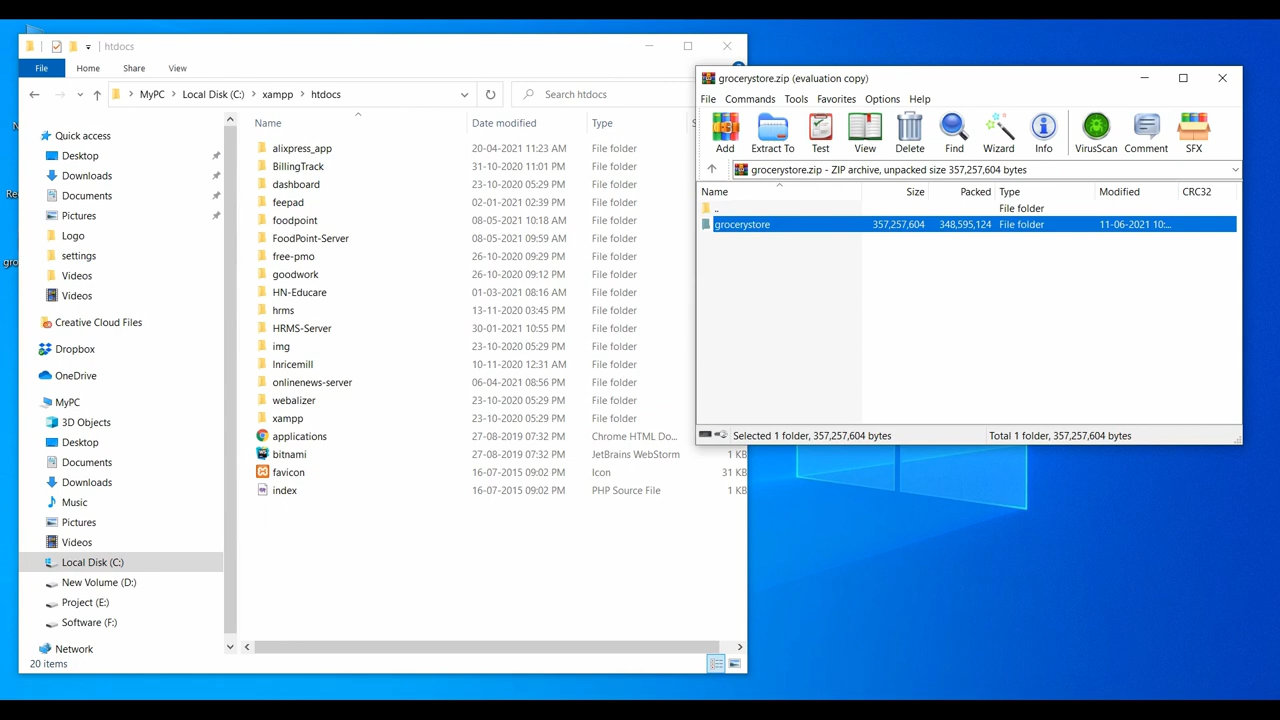 htdocs
File Home Share View
MyPC Local Disk (C:) xampp htdocs Search htdocs
Quick access
Desktop
Downloads
Documents
Pictures
Logo
settings
Videos
Videos
Creative Cloud Files
Dropbox
OneDrive
MyPC
3D Objects
Desktop
Documents
Downloads
Music
Pictures
Videos
Local Disk (C:)
New Volume (D:)
Project (E:)
Software (F:)
Network
Name Date modified Type
alixpress_app 20-04-2021 11:23 AM File folder
BillingTrack 31-10-2020 11:01 PM File folder
dashboard 23-10-2020 05:29 PM File folder
feepad 02-01-2021 02:39 PM File folder
foodpoint 08-05-2021 10:18 AM File folder
FoodPoint-Server 08-05-2021 09:59 AM File folder
free-pmo 26-10-2020 09:29 PM File folder
goodwork 26-10-2020 09:12 PM File folder
HN-Educare 01-03-2021 08:16 AM File folder
hrms 13-11-2020 03:45 PM File folder
HRMS-Server 30-01-2021 10:55 PM File folder
img 23-10-2020 05:29 PM File folder
lnricemill 10-11-2020 12:31 AM File folder
onlinenews-server 06-04-2021 08:56 PM File folder
webalizer 23-10-2020 05:29 PM File folder
xampp 23-10-2020 05:29 PM File folder
applications 27-08-2019 07:32 PM Chrome HTML Do...
bitnami 27-08-2019 07:32 PM JetBrains WebStorm 1 KB
favicon 16-07-2015 09:02 PM Icon 31 KB
index 16-07-2015 09:02 PM PHP Source File 1 KB
20 items
grocerystore.zip (evaluation copy)
File Commands Tools Favorites Options Help
Add Extract To Test View Delete Find Wizard Info VirusScan Comment SFX
grocerystore.zip - ZIP archive, unpacked size 357,257,604 bytes
Name Size Packed Type Modified CRC32
.. File folder
grocerystore 357,257,604 348,595,124 File folder 11-06-2021 10:...
Selected 1 folder, 357,257,604 bytes Total 1 folder, 357,257,604 bytes